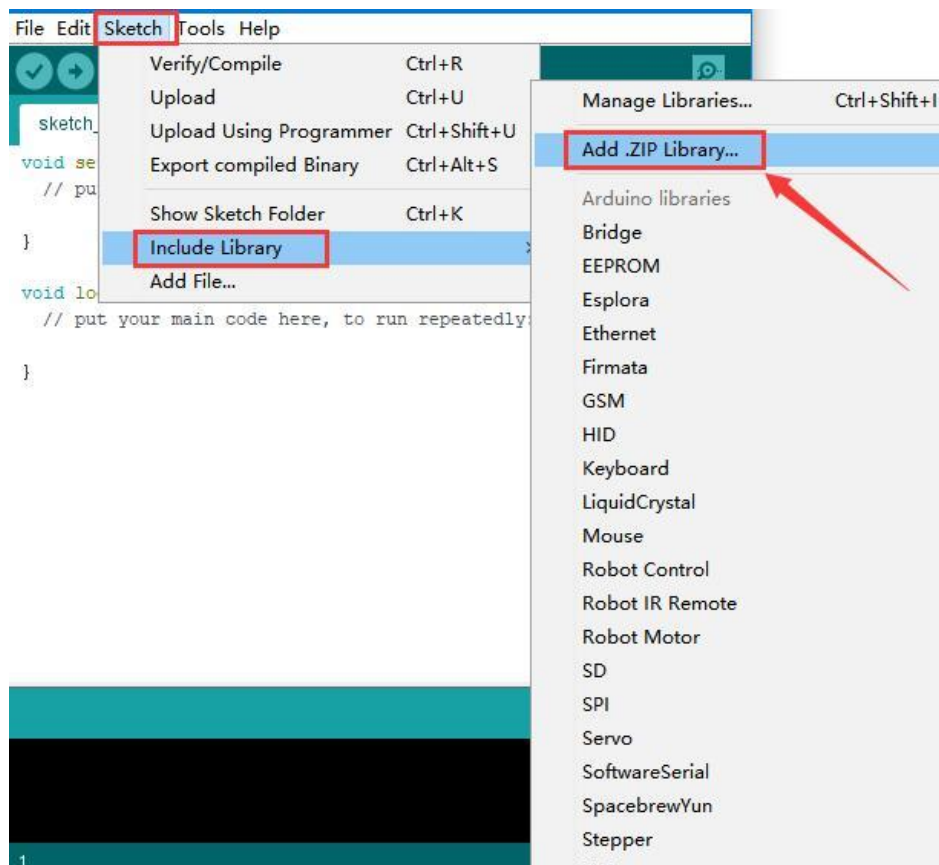 File Edit Sketch Tools Help
Verify/Compile Ctrl+R
Upload Ctrl+U
Upload Using Programmer Ctrl+Shift+U
Export compiled Binary Ctrl+Alt+S
Show Sketch Folder Ctrl+K
Include Library
Add File...
Manage Libraries... Ctrl+Shift+I
Add .ZIP Library...
Arduino libraries
Bridge
EEPROM
Esplora
Ethernet
Firmata
GSM
HID
Keyboard
LiquidCrystal
Mouse
Robot Control
Robot IR Remote
Robot Motor
SD
SPI
Servo
SoftwareSerial
SpacebrewYun
Stepper
sketch_
void se
// pu
}
void lo
// put your main code here, to run repeatedly:
}
1